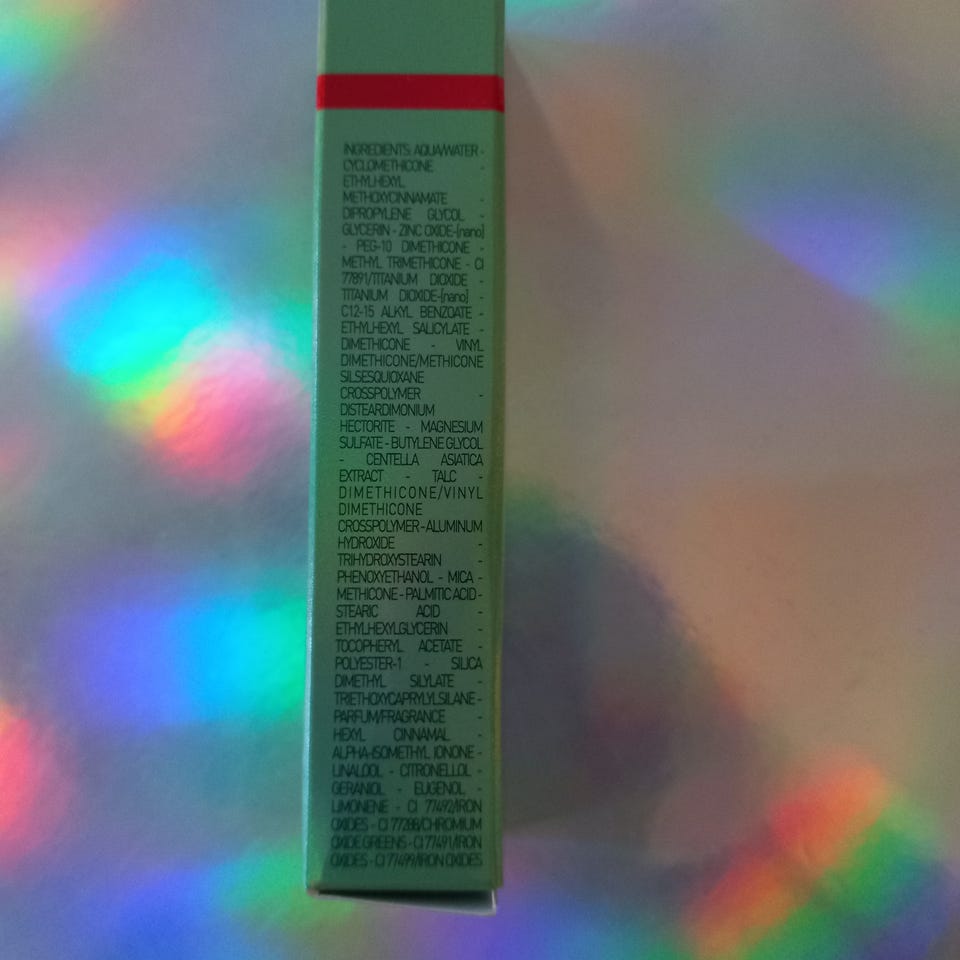 INGREDIENTS: AQUA/WATER -
CYCLOMETHICONE -
ETHYLHEXYL
METHOXYCINNAMATE -
DIPROPYLENE GLYCOL -
GLYCERIN - ZINC OXIDE-[nano]
- PEG-10 DIMETHICONE -
METHYL TRIMETHICONE - CI
77891/TITANIUM DIOXIDE -
TITANIUM DIOXIDE-[nano] -
C12-15 ALKYL BENZOATE -
ETHYLHEXYL SALICYLATE -
DIMETHICONE - VINYL
DIMETHICONE/METHICONE
SILSESQUIOXANE
CROSSPOLYMER -
DISTEARDIMONIUM
HECTORITE - MAGNESIUM
SULFATE - BUTYLENE GLYCOL
- CENTELLA ASIATICA
EXTRACT - TALC -
DIMETHICONE/VINYL
DIMETHICONE
CROSSPOLYMER - ALUMINUM
HYDROXIDE -
TRIHYDROXYSTEARIN -
PHENOXYETHANOL - MICA -
METHICONE - PALMITIC ACID -
STEARIC ACID -
ETHYLHEXYLGLYCERIN -
TOCOPHERYL ACETATE -
POLYESTER-1 - SILICA
DIMETHYL SILYLATE -
TRIETHOXYCAPRYLYLSILANE -
PARFUM/FRAGRANCE -
HEXYL CINNAMAL -
ALPHA-ISOMETHYL IONONE -
LINALOOL - CITRONELLOL -
GERANIOL - EUGENOL -
LIMONENE - CI 77492/IRON
OXIDES - CI 77288/CHROMIUM
OXIDE GREENS - CI 77491/IRON
OXIDES - CI 77499/IRON OXIDES